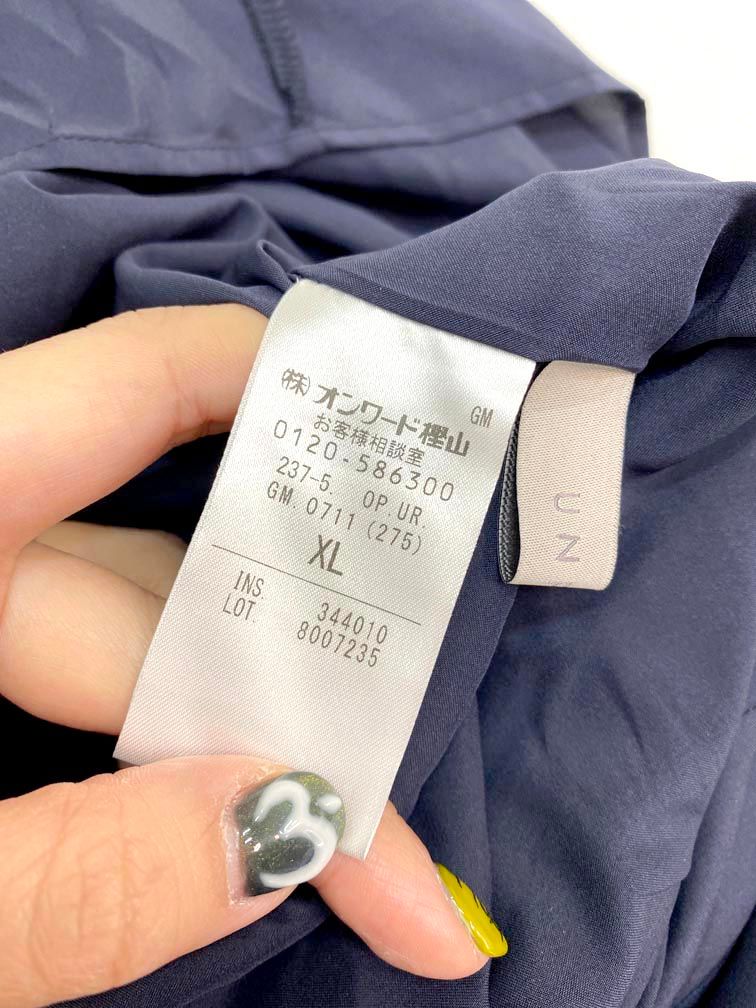 GM
(株)オンワード樫山
お客様相談室
0120-586300
237-5. OP.UR.
GM. 0711 (275)
XL
INS. 344010
LOT. 8007235
UN
3